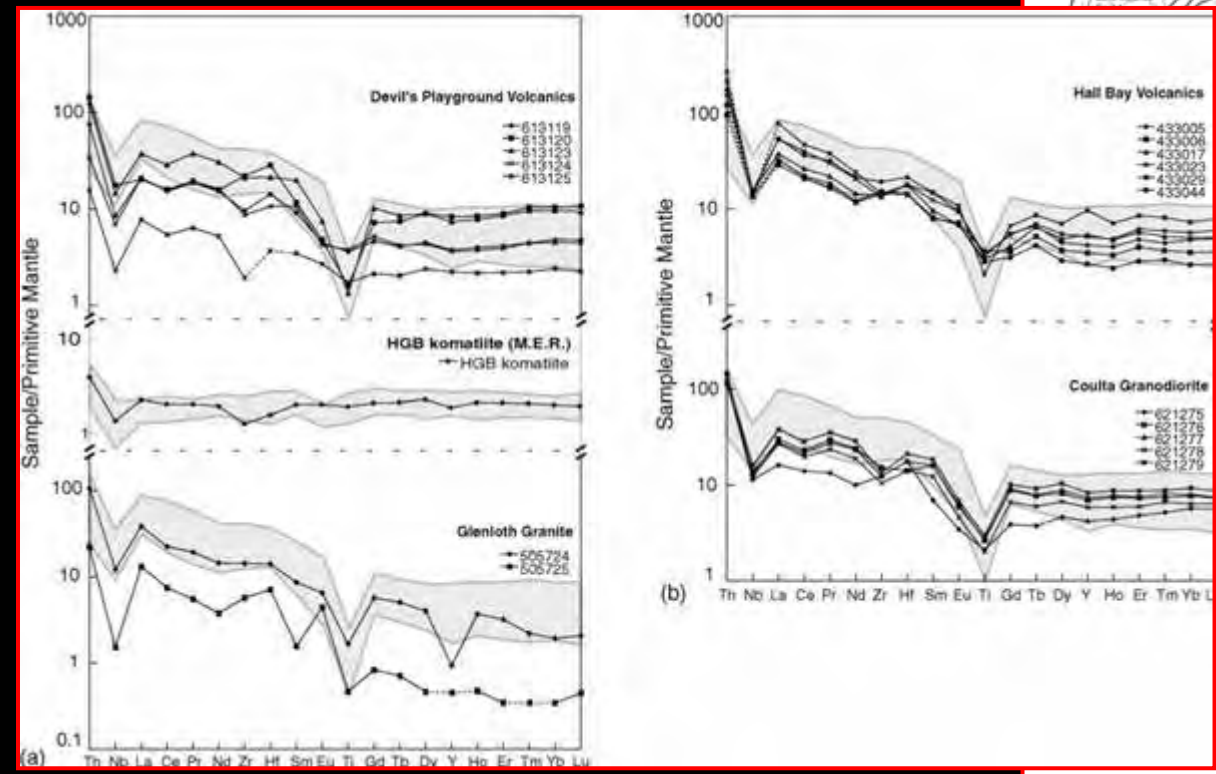 Sample/Primitive Mantle
1000
100
10
1
Devil's Playground Volcanics
613119
613120
613123
613124
613125
10
1
HGB komatiite (M.E.R.)
HGB komatiite
100
10
1
0.1
Glenloth Granite
505724
505725
Th Nb La Ce Pr Nd Zr Hf Sm Eu Ti Gd Tb Dy Y Ho Er Tm Yb Lu
(a)
Sample/Primitive Mantle
1000
100
10
1
Hall Bay Volcanics
433005
433006
433017
433023
433029
433044
100
10
1
Coulta Granodiorite
621275
621276
621277
621278
621279
Th Nb La Ce Pr Nd Zr Hf Sm Eu Ti Gd Tb Dy Y Ho Er Tm Yb L
(b)